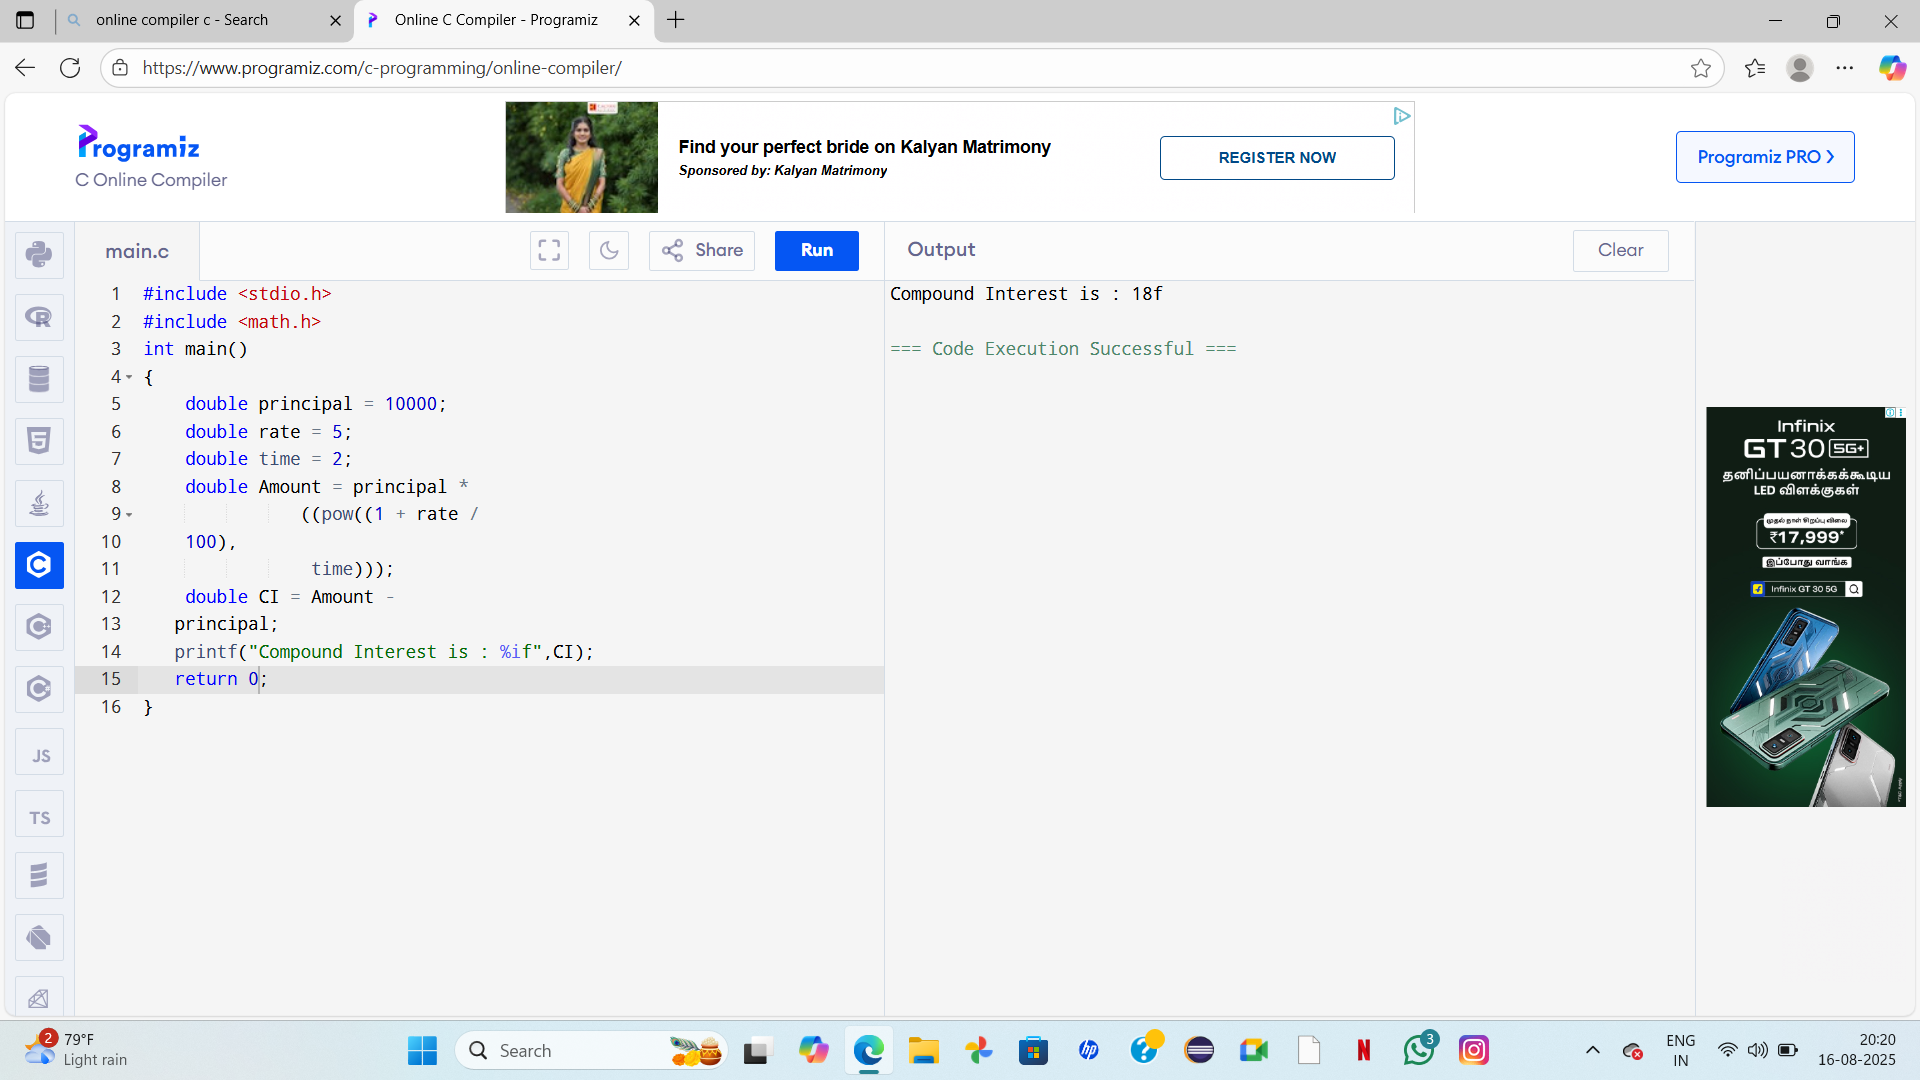 online compiler c - Search
Online C Compiler - Programiz
https://www.programiz.com/c-programming/online-compiler/
Programiz
C Online Compiler
Find your perfect bride on Kalyan Matrimony
Sponsored by: Kalyan Matrimony
REGISTER NOW
Programiz PRO
main.c
Share
Run
Output
Clear
1 #include <stdio.h>
2 #include <math.h>
3 int main()
4 {
5 double principal = 10000;
6 double rate = 5;
7 double time = 2;
8 double Amount = principal *
9 ((pow((1 + rate /
10 100),
11 time)));
12 double CI = Amount -
13 principal;
14 printf("Compound Interest is : %if",CI);
15 return 0;
16 }
Compound Interest is : 18f
=== Code Execution Successful ===
JS
TS
Infinix
GT 30 5G+
தனிப்பயனாக்கக்கூடிய
LED விளக்குகள்
முதல் நாள் சிறப்பு விலை
₹17,999*
இப்போது வாங்க
Infinix GT 30 5G
2
79°F
Light rain
Search
hp
N
3
ENG
IN
20:20
16-08-2025